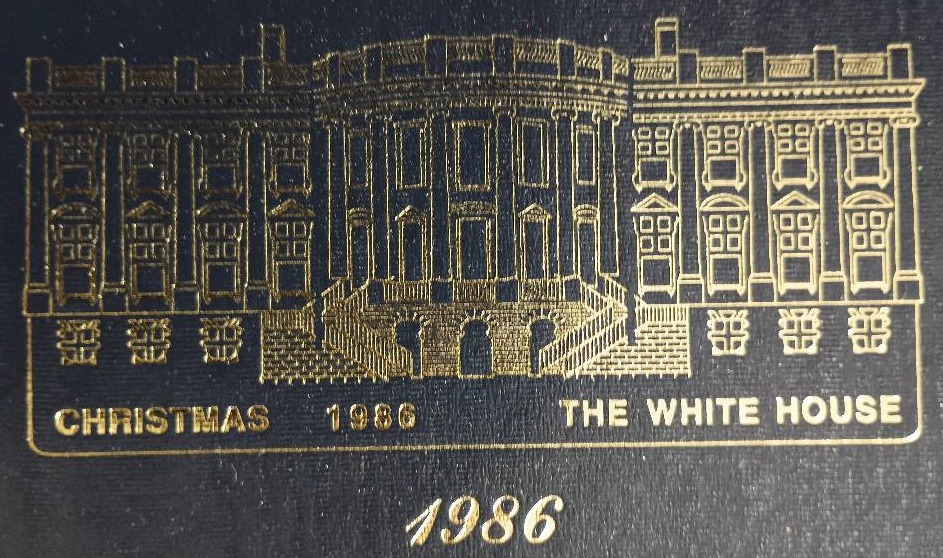 CHRISTMAS 1986 THE WHITE HOUSE
1986